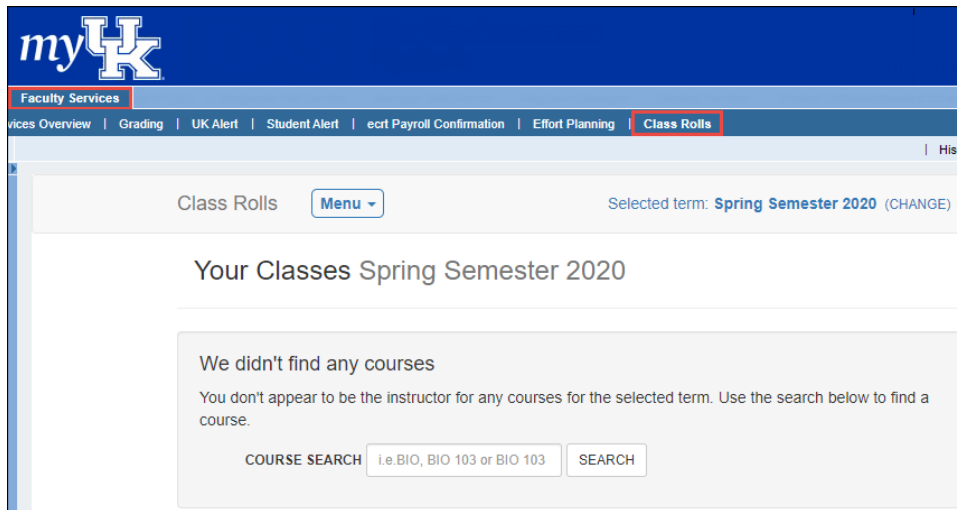 myUK
Faculty Services
vices Overview | Grading | UK Alert | Student Alert | ecrt Payroll Confirmation | Effort Planning | Class Rolls
| His
Class Rolls Menu Selected term: Spring Semester 2020 (CHANGE)
Your Classes Spring Semester 2020
We didn't find any courses
You don't appear to be the instructor for any courses for the selected term. Use the search below to find a
course.
COURSE SEARCH i.e.BIO, BIO 103 or BIO 103 SEARCH